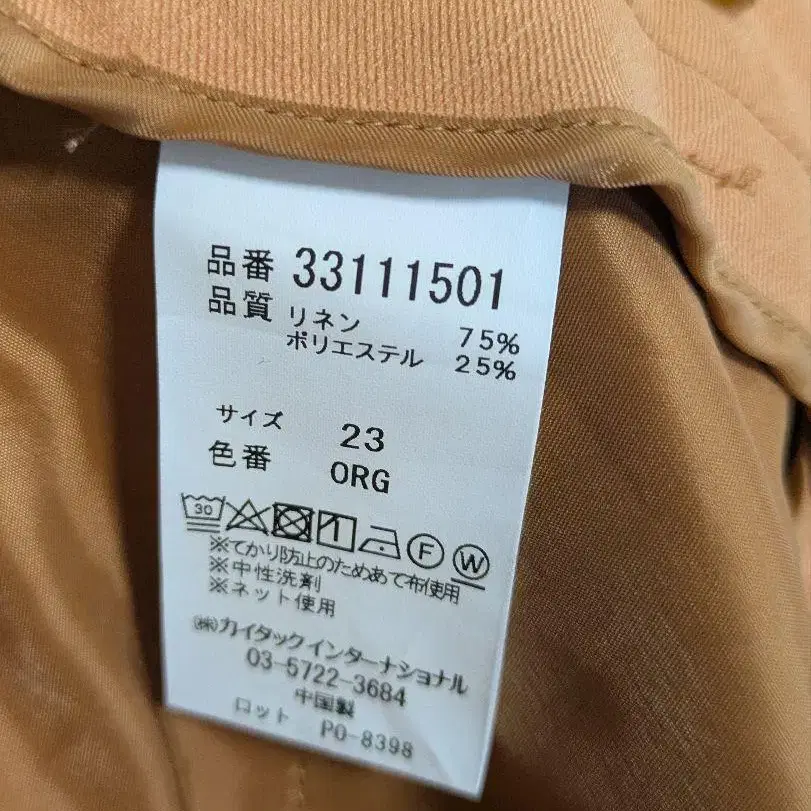 品番 33111501
品質 リネン 75%
ポリエステル 25%
サイズ 23
色番 ORG
30 F W
※てかり防止のためあて布使用
※中性洗剤
※ネット使用
㈱カイタックインターナショナル
03-5722-3684
中国製
ロット PO-8398